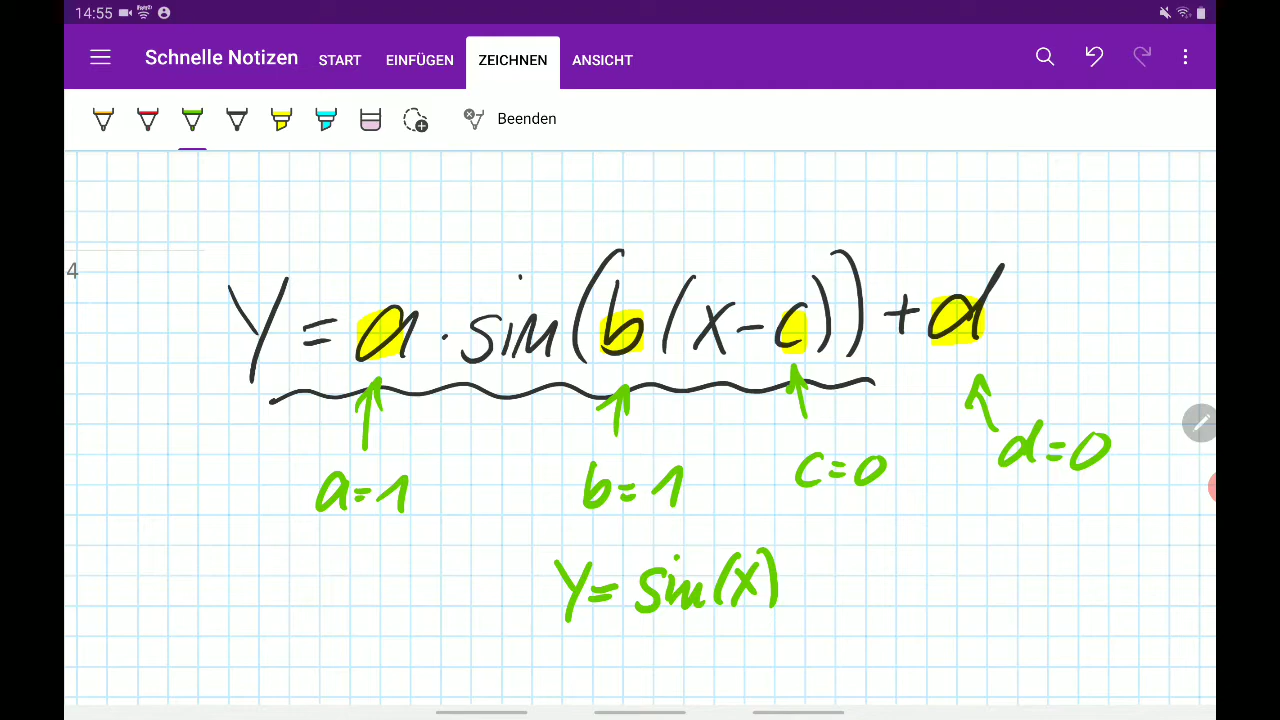 14:55
Schnelle Notizen START EINFÜGEN ZEICHNEN ANSICHT
Beenden
4
y = a · sin(b(x-c)) + d
a=1 b=1 c=0 d=0
y = sin(x)